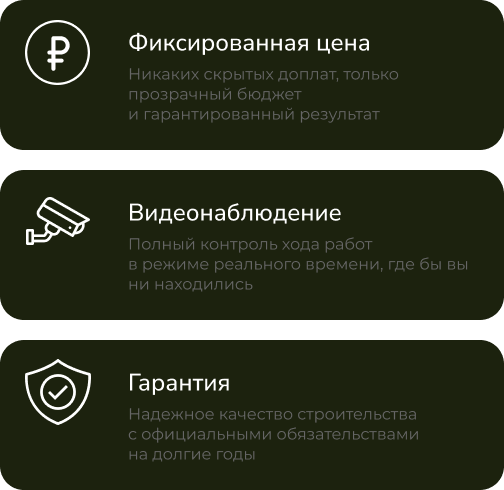 Фиксированная цена
Никаких скрытых доплат, только
прозрачный бюджет
и гарантированный результат
Видеонаблюдение
Полный контроль хода работ
в режиме реального времени, где бы вы
ни находились
Гарантия
Надежное качество строительства
с официальными обязательствами
на долгие годы